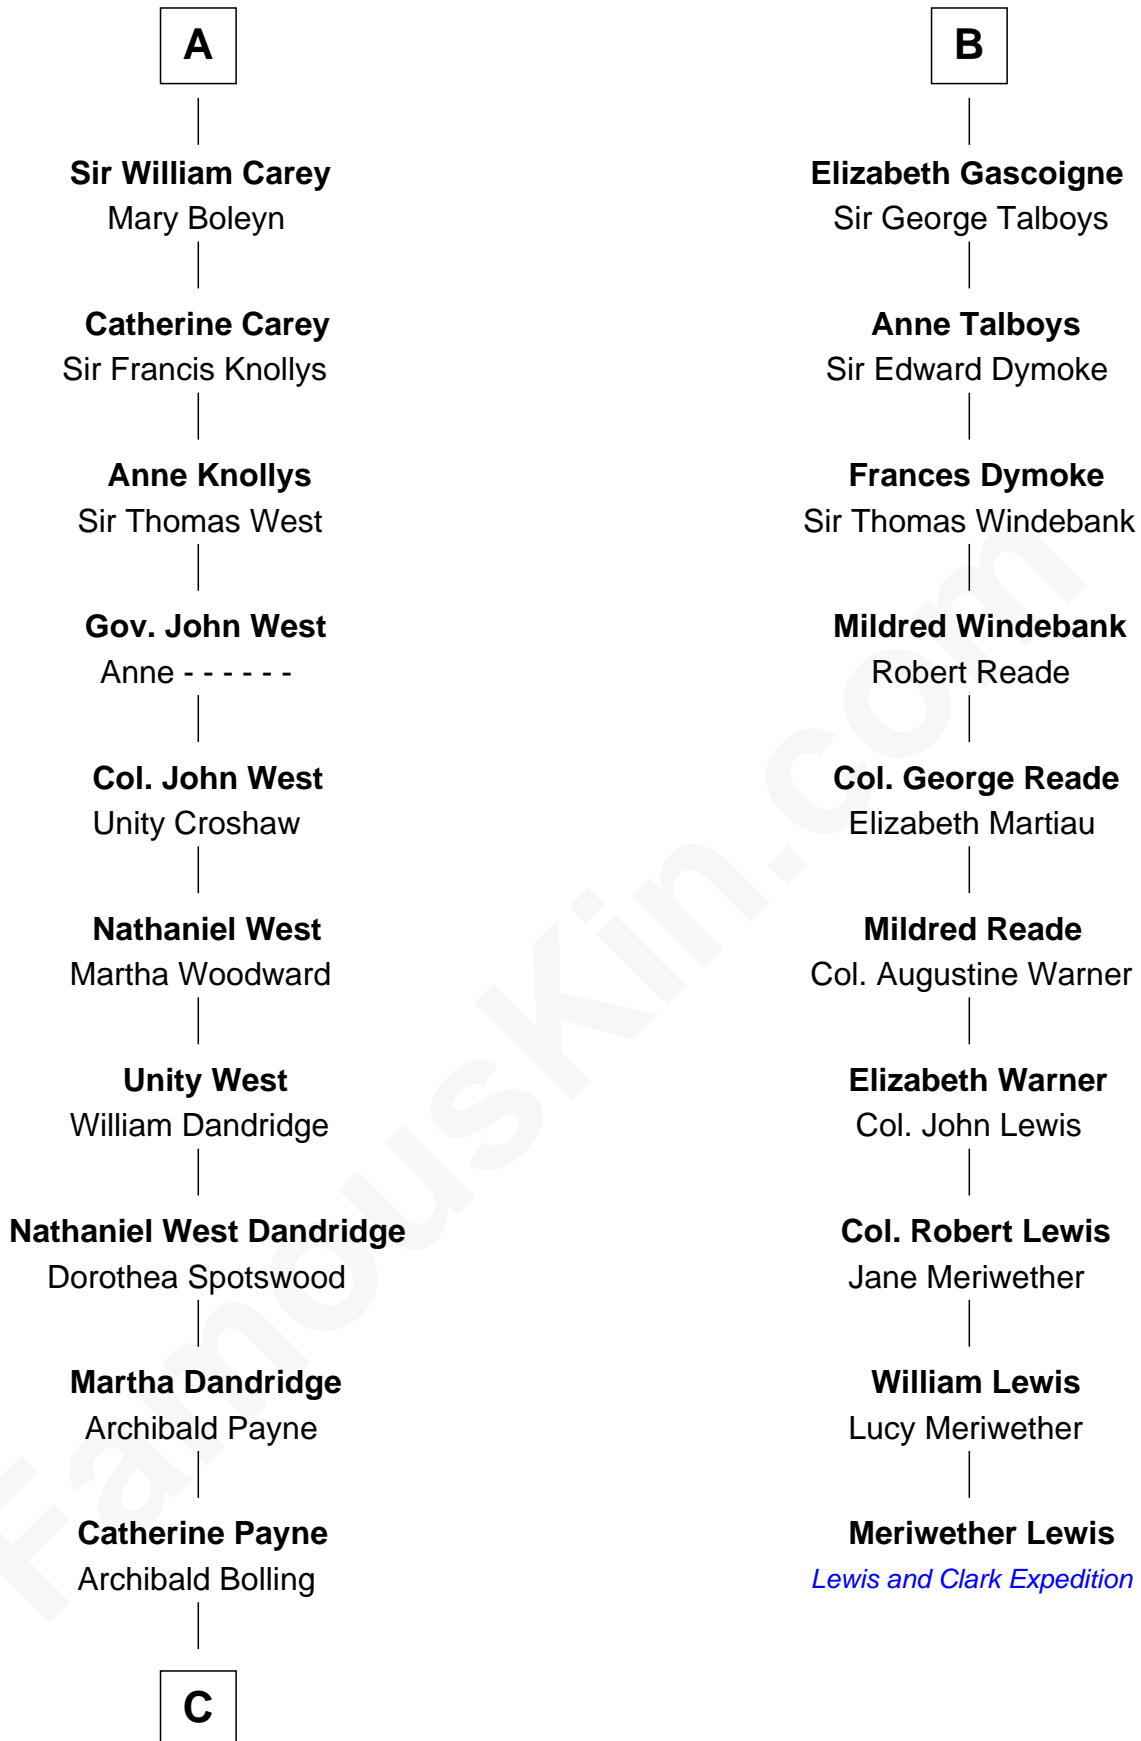 A
Sir William Carey
Mary Boleyn
Catherine Carey
Sir Francis Knollys
Anne Knollys
Sir Thomas West
Gov. John West
Anne - - - - - -
Col. John West
Unity Croshaw
Nathaniel West
Martha Woodward
Unity West
William Dandridge
Nathaniel West Dandridge
Dorothea Spotswood
Martha Dandridge
Archibald Payne
Catherine Payne
Archibald Bolling
C
B
Elizabeth Gascoigne
Sir George Talboys
Anne Talboys
Sir Edward Dymoke
Frances Dymoke
Sir Thomas Windebank
Mildred Windebank
Robert Reade
Col. George Reade
Elizabeth Martiau
Mildred Reade
Col. Augustine Warner
Elizabeth Warner
Col. John Lewis
Col. Robert Lewis
Jane Meriwether
William Lewis
Lucy Meriwether
Meriwether Lewis
Lewis and Clark Expedition
FamousKin.com